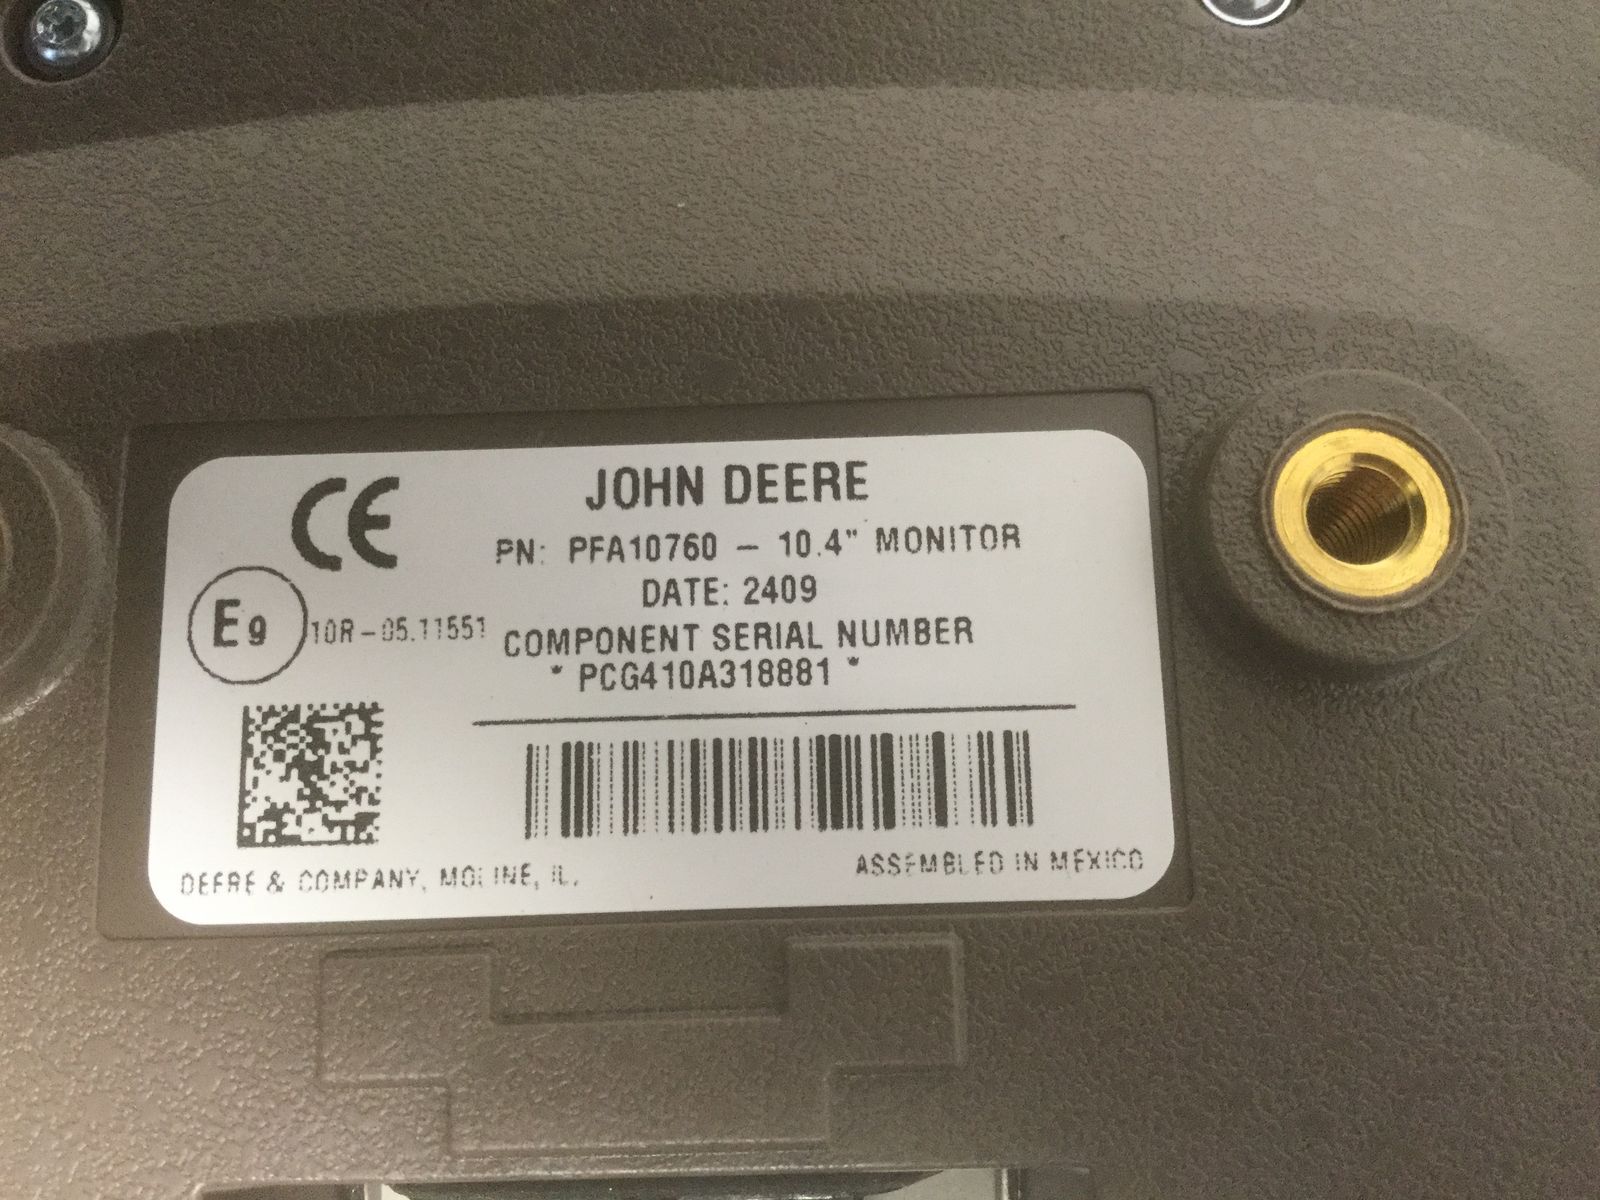 CE
JOHN DEERE
PN: PFA10760 - 10.4" MONITOR
DATE: 2409
E9 10R-05.11551
COMPONENT SERIAL NUMBER
* PCG410A318881 *
DEERE & COMPANY, MOLINE, IL.
ASSEMBLED IN MEXICO